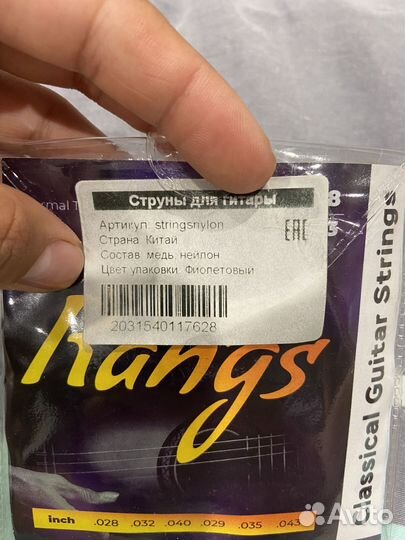 Струны для гитары
Артикул: stringsnylon
Страна: Китай
Состав: медь, нейлон
Цвет упаковки: Фиолетовый
EAC
2031540117628
Rangs
Classical Guitar Strings
inch .028 .032 .040 .029 .035 .043
Avito